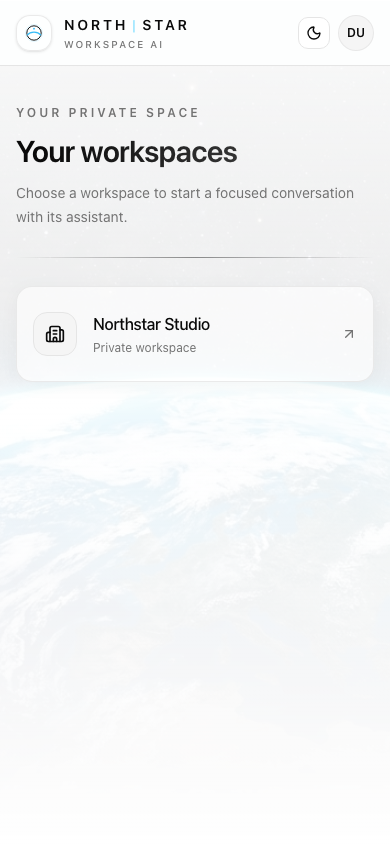 NORTH | STAR
WORKSPACE AI
DU
YOUR PRIVATE SPACE
Your workspaces
Choose a workspace to start a focused conversation
with its assistant.
Northstar Studio
Private workspace